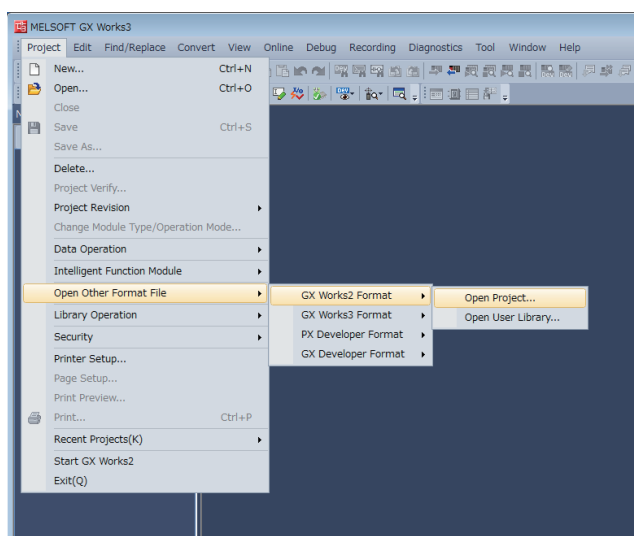 MELSOFT GX Works3
Project Edit Find/Replace Convert View Online Debug Recording Diagnostics Tool Window Help
New... Ctrl+N
Open... Ctrl+O
Close
Save Ctrl+S
Save As...
Delete...
Project Verify...
Project Revision
Change Module Type/Operation Mode...
Data Operation
Intelligent Function Module
Open Other Format File
GX Works2 Format
Open Project...
Library Operation
GX Works3 Format
Open User Library...
Security
PX Developer Format
Printer Setup...
GX Developer Format
Page Setup...
Print Preview...
Print... Ctrl+P
Recent Projects(K)
Start GX Works2
Exit(Q)